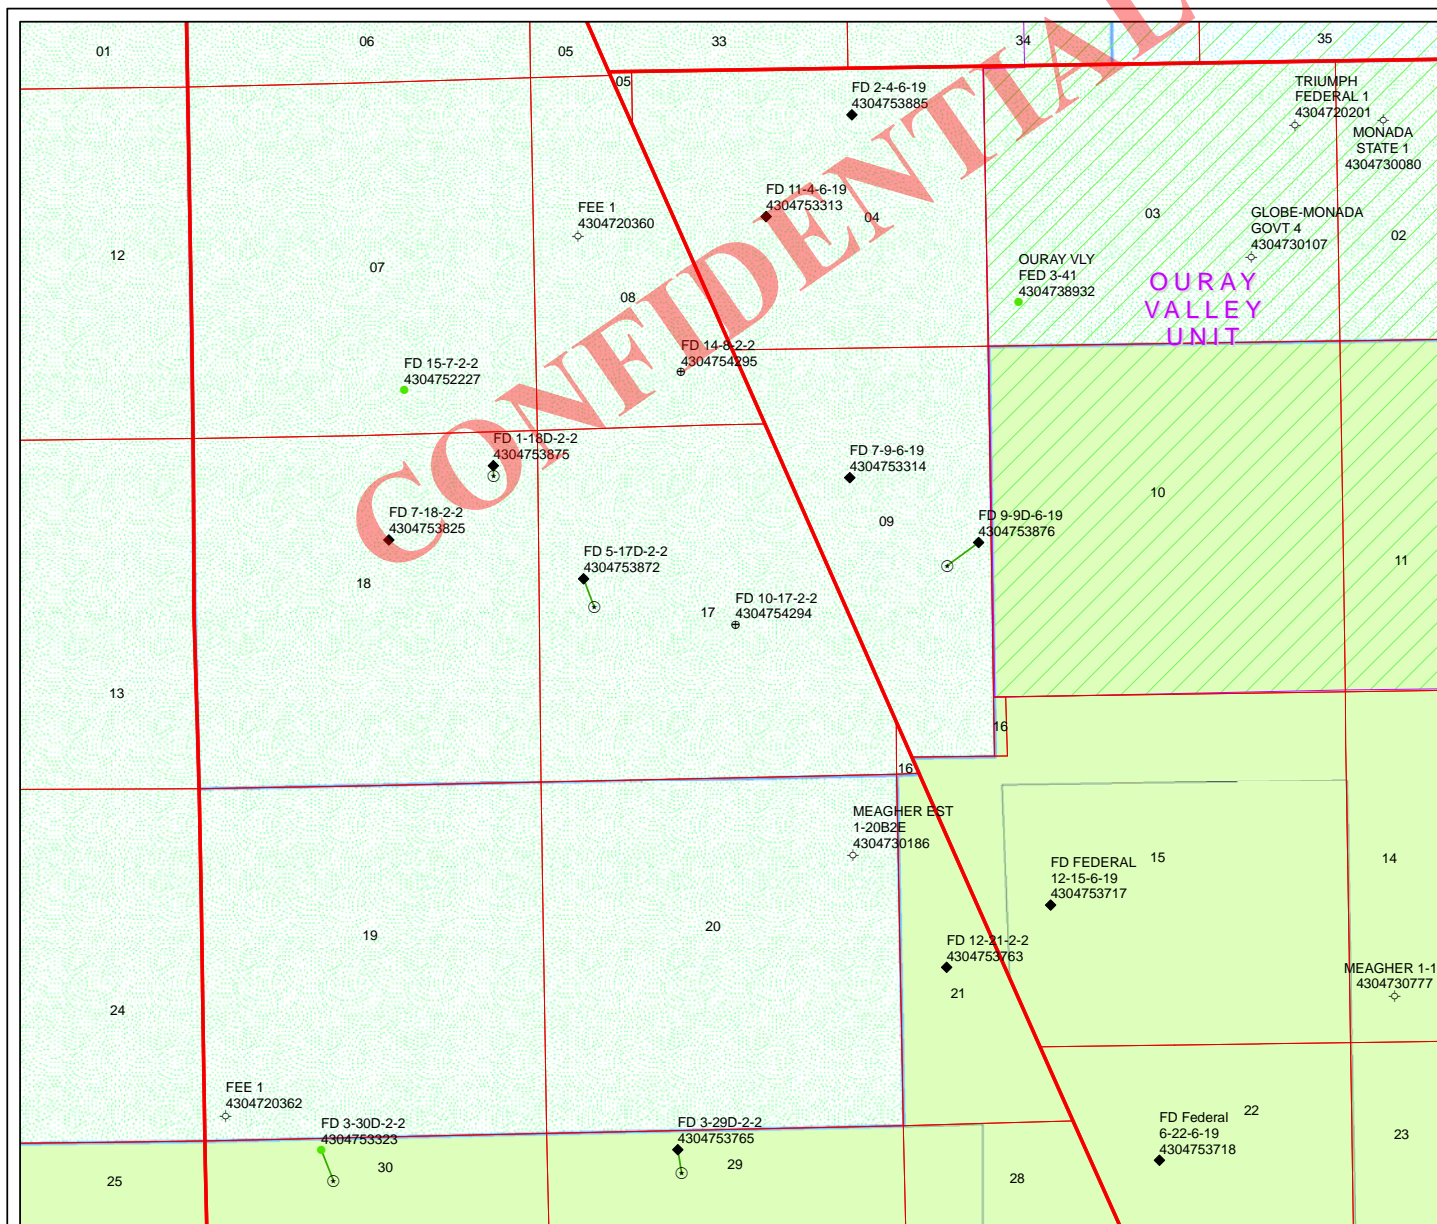 01
06
05
33
34
35
05
FD 2-4-6-19
4304753885
TRIUMPH
FEDERAL 1
4304720201
MONADA
STATE 1
4304730080
FD 11-4-6-19
4304753313
04
03
FEE 1
4304720360
GLOBE-MONADA
GOVT 4
4304730107
02
12
07
08
OURAY VLY
FED 3-41
4304738932
OURAY
VALLEY
UNIT
FD 14-8-2-2
4304754295
FD 15-7-2-2
4304752227
CONFIDENTIAL
FD 1-18D-2-2
4304753875
FD 7-9-6-19
4304753314
10
FD 7-18-2-2
4304753825
09
FD 9-9D-6-19
4304753876
11
FD 5-17D-2-2
4304753872
18
17
FD 10-17-2-2
4304754294
13
16
16
MEAGHER EST
1-20B2E
4304730186
FD FEDERAL
12-15-6-19
4304753717
15
14
19
20
FD 12-21-2-2
4304753763
21
MEAGHER 1-1
4304730777
24
FEE 1
4304720362
FD 3-30D-2-2
4304753323
30
FD 3-29D-2-2
4304753765
29
FD Federal
6-22-6-19
4304753718
22
23
25
28